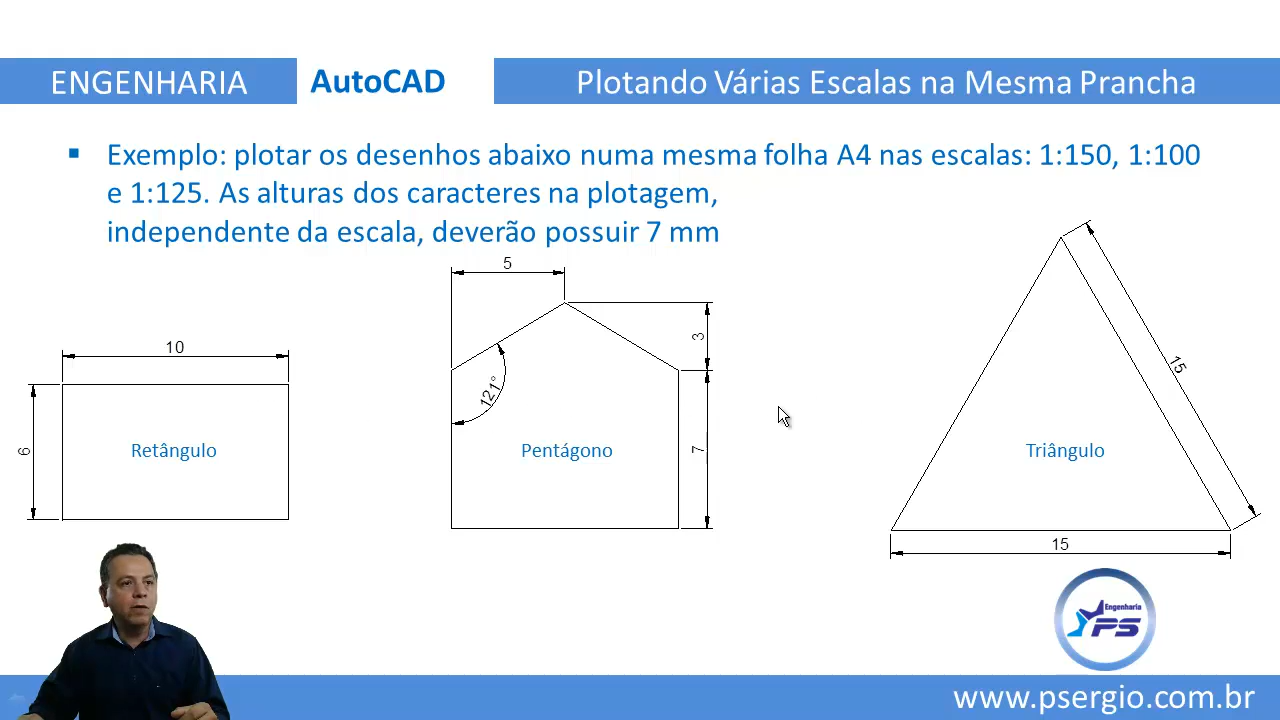 ENGENHARIA
AutoCAD
Plotando Várias Escalas na Mesma Prancha
Exemplo: plotar os desenhos abaixo numa mesma folha A4 nas escalas: 1:150, 1:100
e 1:125. As alturas dos caracteres na plotagem,
independente da escala, deverão possuir 7 mm
10
6
Retângulo
5
3
121°
7
Pentágono
15
Triângulo
15
Engenharia
PS
www.psergio.com.br